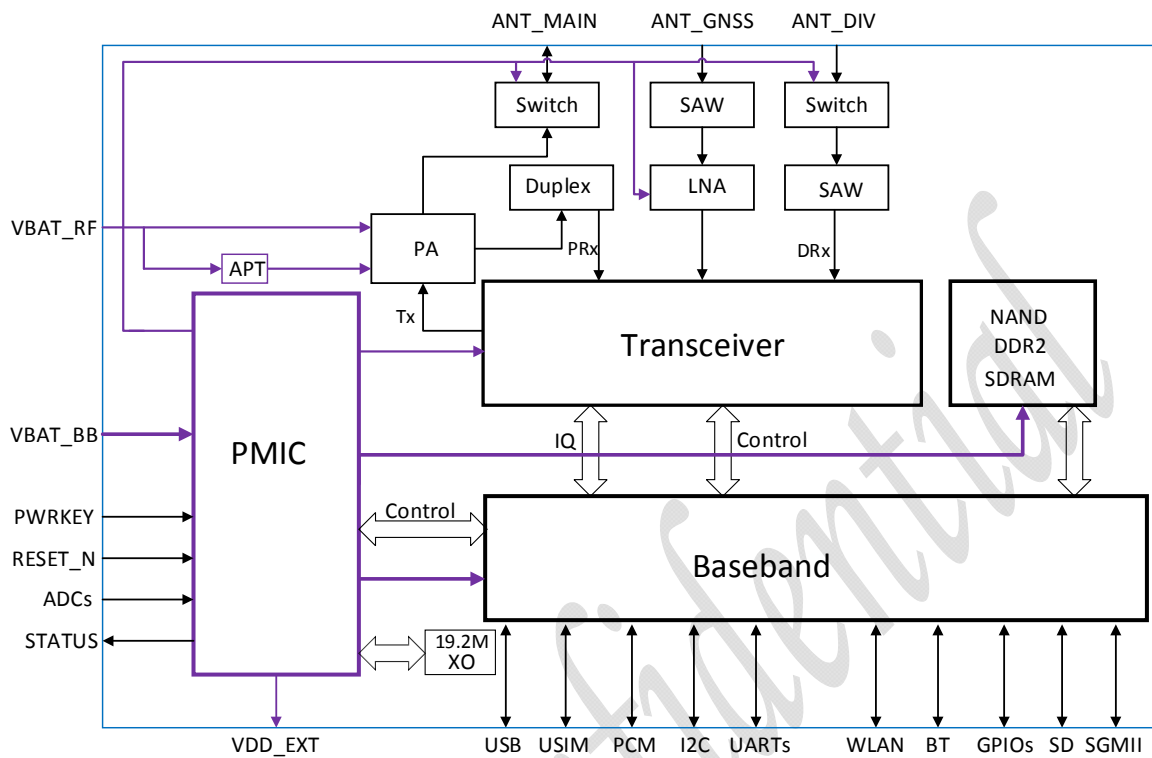 ANT_MAIN ANT_GNSS ANT_DIV
Switch SAW Switch
Duplex LNA SAW
VBAT_RF
PA
PRx DRx
APT
Tx
Transceiver
NAND
DDR2
SDRAM
VBAT_BB
PMIC
IQ Control
PWRKEY
Control
RESET_N
Baseband
ADCs
STATUS
19.2M
XO
VDD_EXT USB USIM PCM I2C UARTs WLAN BT GPIOs SD SGMII